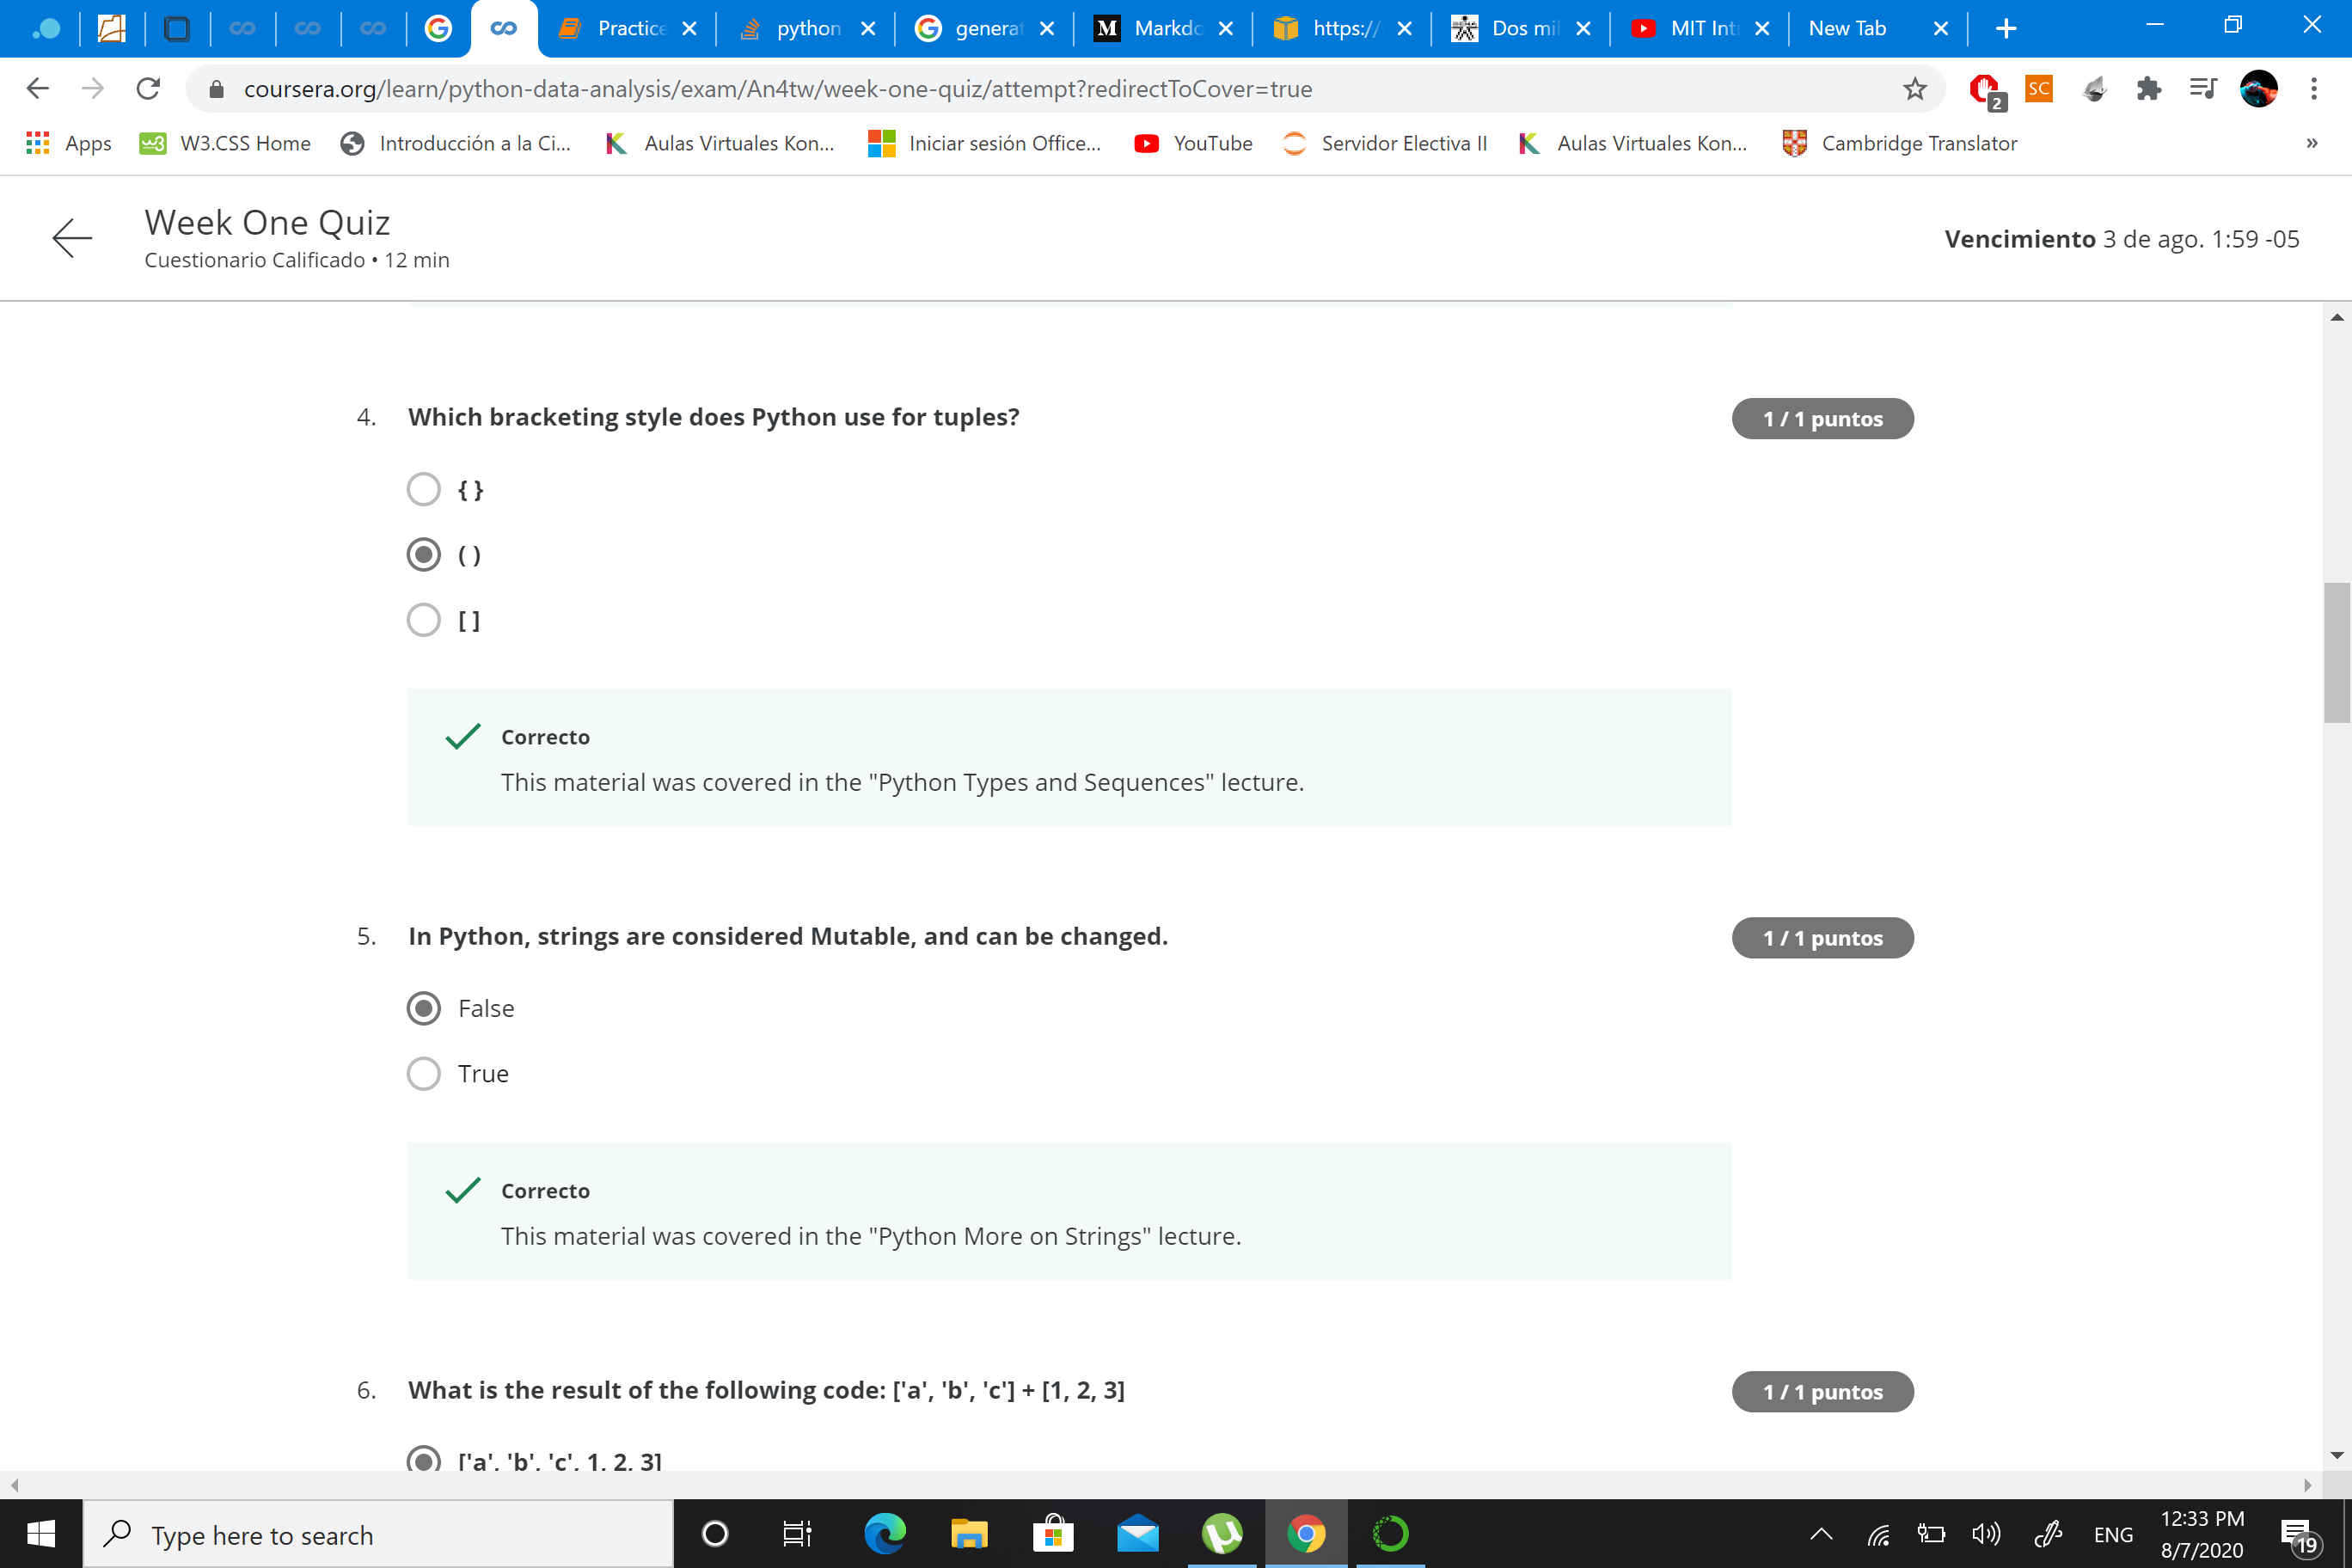 Practice
python
generat
M Markdo
https://
Dos mil
MIT Intr
New Tab
coursera.org/learn/python-data-analysis/exam/An4tw/week-one-quiz/attempt?redirectToCover=true
2
SC
Apps
W3.CSS Home
Introducción a la Ci...
Aulas Virtuales Kon...
Iniciar sesión Office...
YouTube
Servidor Electiva II
Aulas Virtuales Kon...
Cambridge Translator
»
Week One Quiz
Cuestionario Calificado • 12 min
Vencimiento 3 de ago. 1:59 -05
4. Which bracketing style does Python use for tuples?
1 / 1 puntos
{ }
( )
[ ]
Correcto
This material was covered in the "Python Types and Sequences" lecture.
5. In Python, strings are considered Mutable, and can be changed.
1 / 1 puntos
False
True
Correcto
This material was covered in the "Python More on Strings" lecture.
6. What is the result of the following code: ['a', 'b', 'c'] + [1, 2, 3]
1 / 1 puntos
['a', 'b', 'c', 1, 2, 3]
Type here to search
ENG
12:33 PM
8/7/2020
19